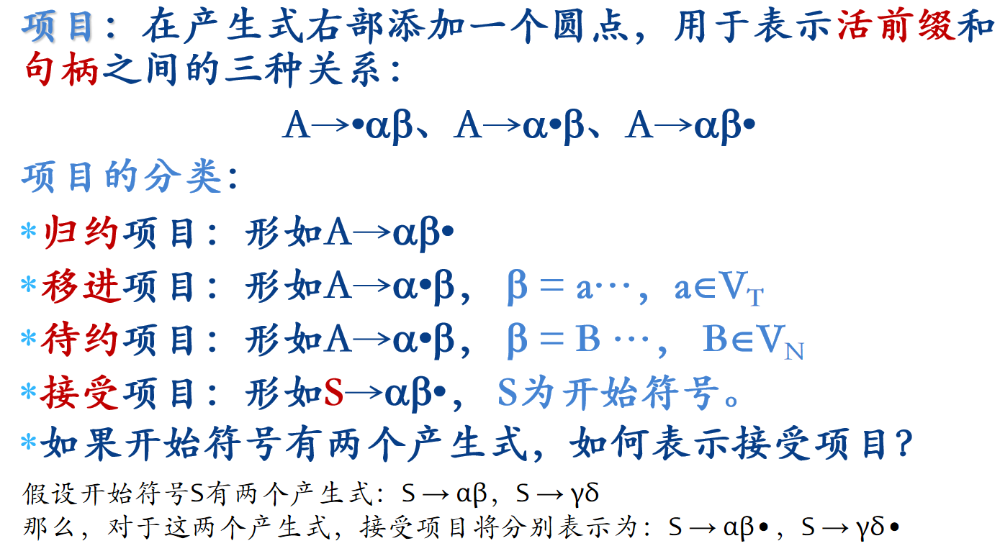 项目：在产生式右部添加一个圆点，用于表示活前缀和
句柄之间的三种关系：
A→•αβ、A→α•β、A→αβ•
项目的分类：
*归约项目：形如A→αβ•
*移进项目：形如A→α•β， β = a…，a∈VT
*待约项目：形如A→α•β， β = B …， B∈VN
*接受项目：形如S→αβ•， S为开始符号。
*如果开始符号有两个产生式，如何表示接受项目？
假设开始符号S有两个产生式：S → αβ，S → γδ
那么，对于这两个产生式，接受项目将分别表示为：S → αβ•，S → γδ•